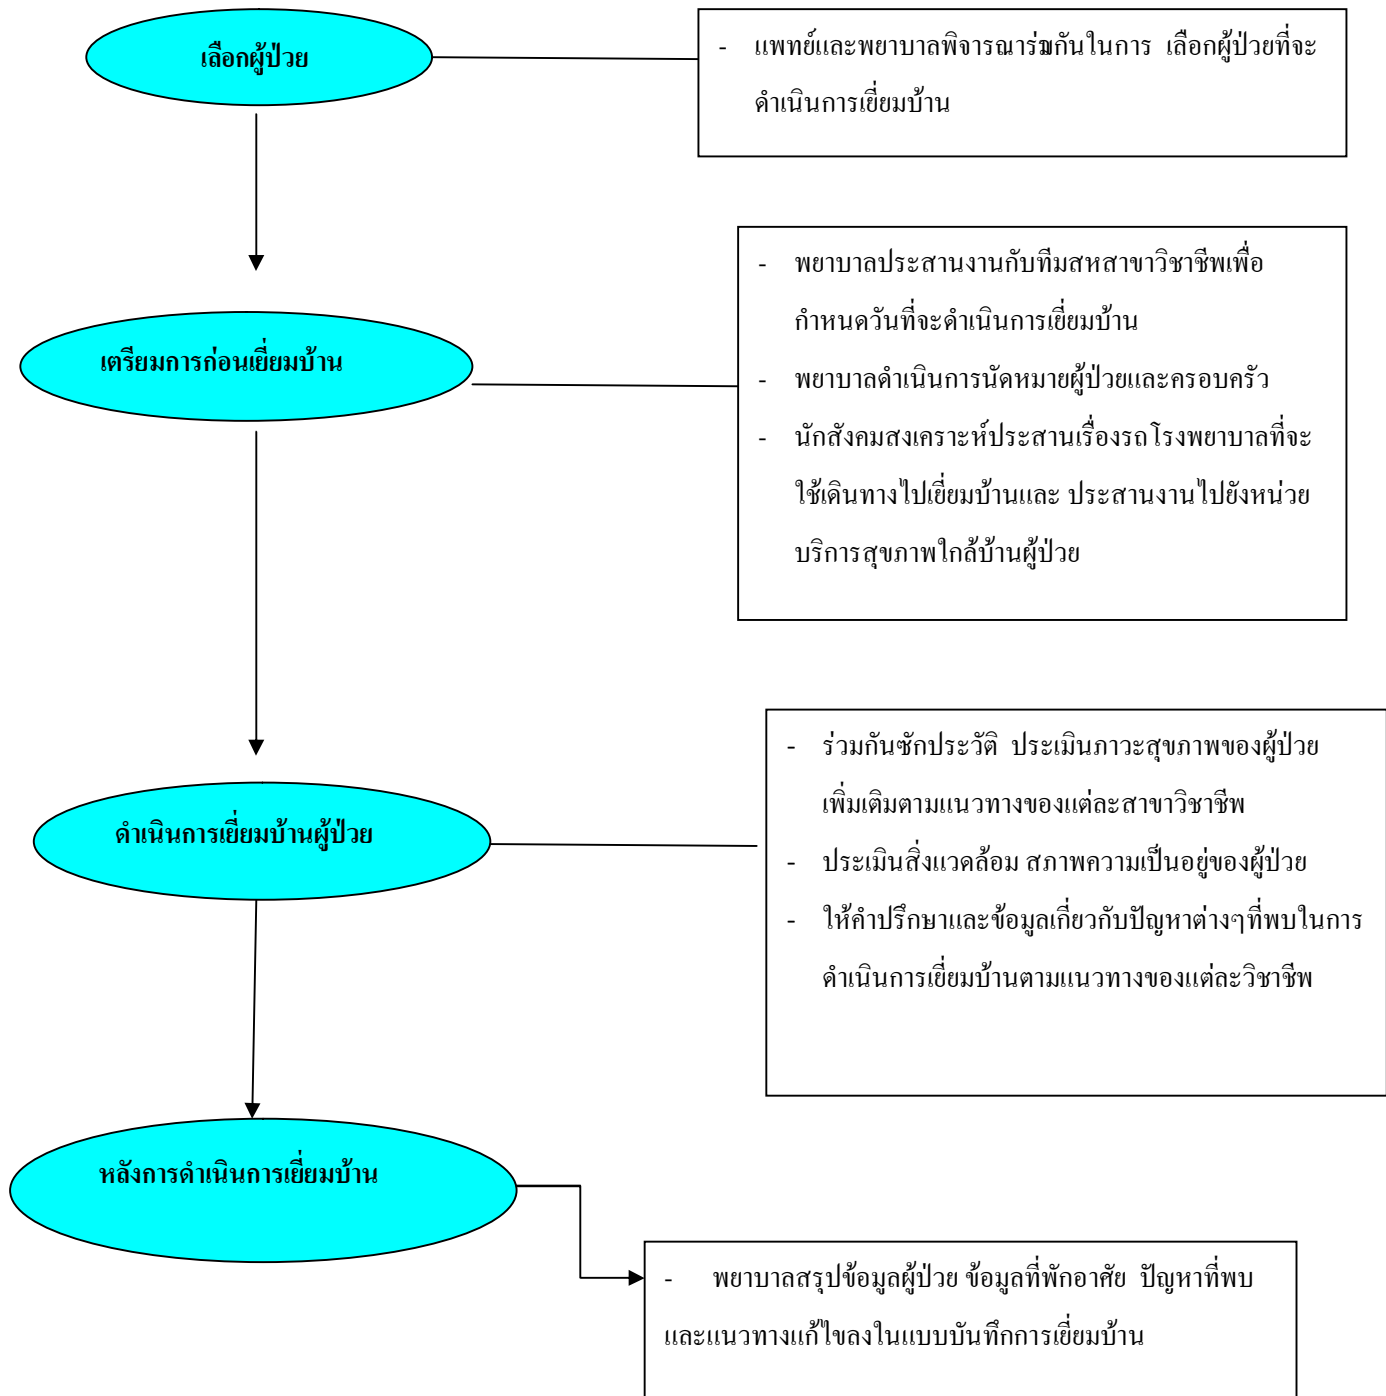 เลือกผู้ป่วย
- แพทย์และพยาบาลพิจารณาร่วมกันในการ เลือกผู้ป่วยที่จะ
ดำเนินการเยี่ยมบ้าน
เตรียมการก่อนเยี่ยมบ้าน
- พยาบาลประสานงานกับทีมสหสาขาวิชาชีพเพื่อ
กำหนดวันที่จะดำเนินการเยี่ยมบ้าน
- พยาบาลดำเนินการนัดหมายผู้ป่วยและครอบครัว
- นักสังคมสงเคราะห์ประสานเรื่องรถโรงพยาบาลที่จะ
ใช้เดินทางไปเยี่ยมบ้านและ ประสานงานไปยังหน่วย
บริการสุขภาพใกล้บ้านผู้ป่วย
ดำเนินการเยี่ยมบ้านผู้ป่วย
- ร่วมกันซักประวัติ ประเมินภาวะสุขภาพของผู้ป่วย
เพิ่มเติมตามแนวทางของแต่ละสาขาวิชาชีพ
- ประเมินสิ่งแวดล้อม สภาพความเป็นอยู่ของผู้ป่วย
- ให้คำปรึกษาและข้อมูลเกี่ยวกับปัญหาต่างๆที่พบในการ
ดำเนินการเยี่ยมบ้านตามแนวทางของแต่ละวิชาชีพ
หลังการดำเนินการเยี่ยมบ้าน
- พยาบาลสรุปข้อมูลผู้ป่วย ข้อมูลที่พักอาศัย ปัญหาที่พบ
และแนวทางแก้ไขลงในแบบบันทึกการเยี่ยมบ้าน